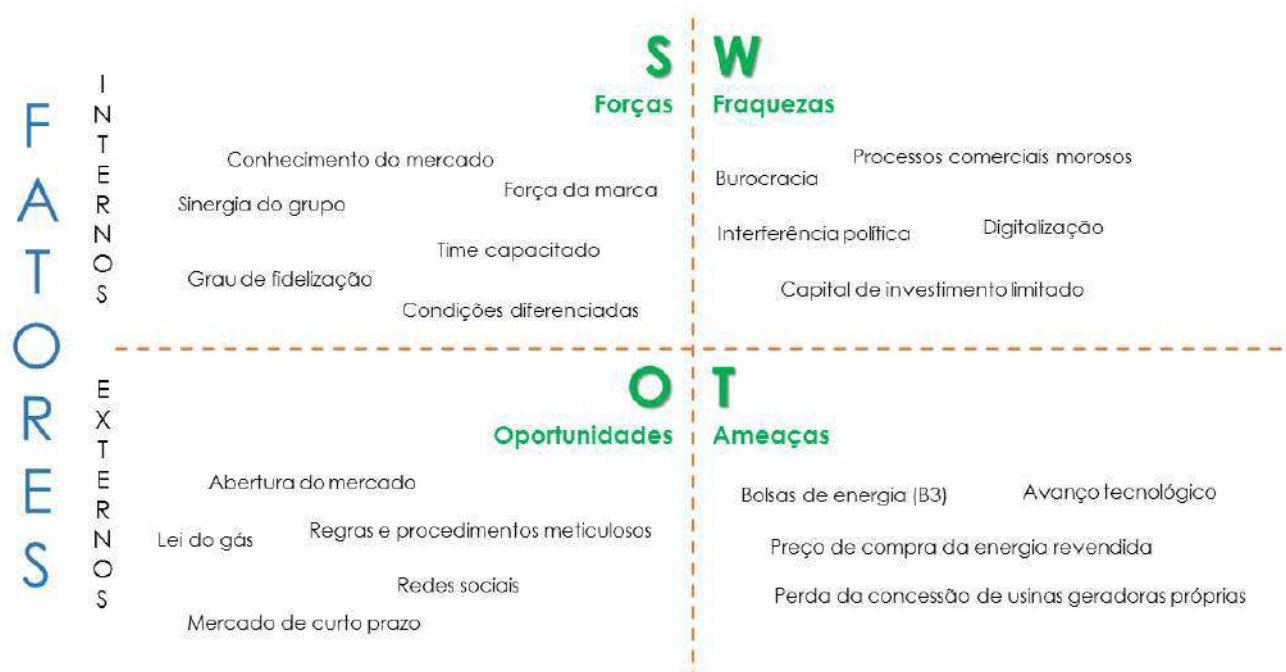 FATORES
INTERNOS
S
Forças
Conhecimento do mercado
Força da marca
Sinergia do grupo
Time capacitado
Grau de fidelização
Condições diferenciadas
W
Fraquezas
Processos comerciais morosos
Burocracia
Interferência política
Digitalização
Capital de investimento limitado
EXTERNOS
O
Oportunidades
Abertura do mercado
Regras e procedimentos meticulosos
Lei do gás
Redes sociais
Mercado de curto prazo
T
Ameaças
Bolsas de energia (B3)
Avanço tecnológico
Preço de compra da energia revendida
Perda da concessão de usinas geradoras próprias